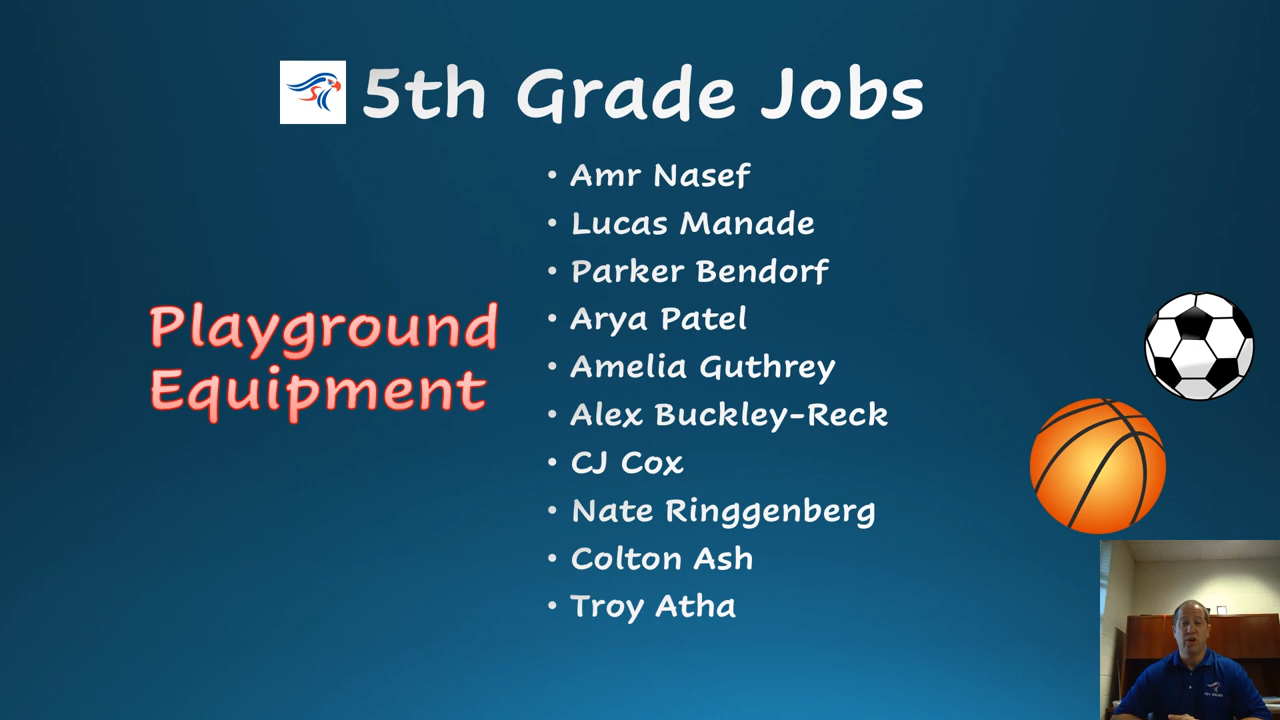 5th Grade Jobs
Playground
Equipment
• Amr Nasef
• Lucas Manade
• Parker Bendorf
• Arya Patel
• Amelia Guthrey
• Alex Buckley-Reck
• CJ Cox
• Nate Ringgenberg
• Colton Ash
• Troy Atha